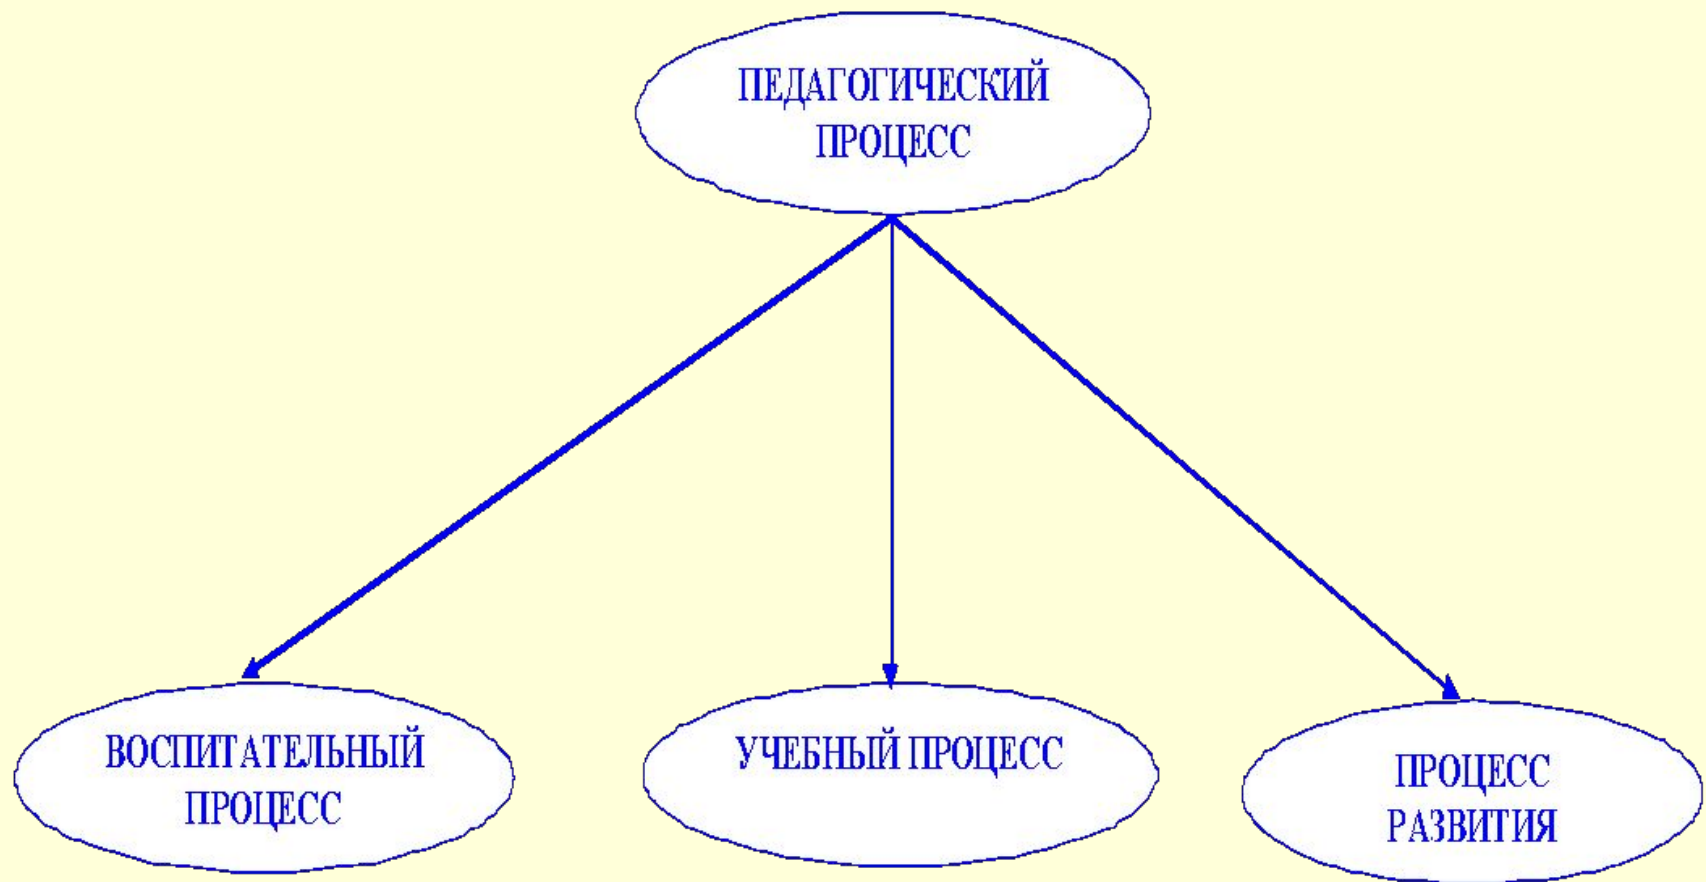 ПЕДАГОГИЧЕСКИЙ
ПРОЦЕСС
ВОСПИТАТЕЛЬНЫЙ
ПРОЦЕСС
УЧЕБНЫЙ ПРОЦЕСС
ПРОЦЕСС
РАЗВИТИЯ